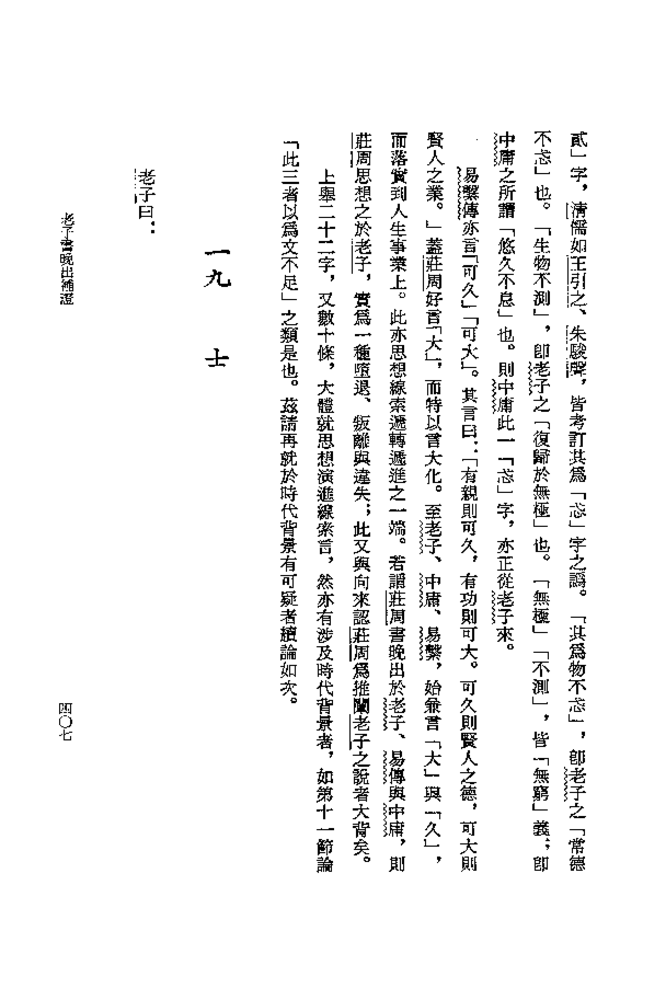 貳」字，清儒如王引之、朱駿聲，皆考訂其爲「忒」字之譌。「其爲物不忒」，卽老子之「常德
不忒」也。「生物不測」，卽老子之「復歸於無極」也。「無極」「不測」，皆「無窮」義；卽
中庸之所謂「悠久不息」也。則中庸此一「忒」字，亦正從老子來。
易繫傳亦言「可久」「可大」。其言曰：「有親則可久，有功則可大。可久則賢人之德，可大則
賢人之業。」蓋莊周好言「大」，而特以言大化。至老子、中庸、易繫，始兼言「大」與「久」，
而落實到人生事業上。此亦思想線索遞轉遞進之一端。若謂莊周書晚出於老子、易傳與中庸，則
莊周思想之於老子，實爲一種墮退、叛離與違失；此又與向來認莊周爲推闡老子之說者大背矣。
上舉二十二字，又數十條，大體就思想演進線索言，然亦有涉及時代背景者，如第十一節論
「此三者以爲文不足」之類是也。茲請再就於時代背景有可疑者續論如次。
一九　士
老子曰：
老子書晚出補證
四〇七